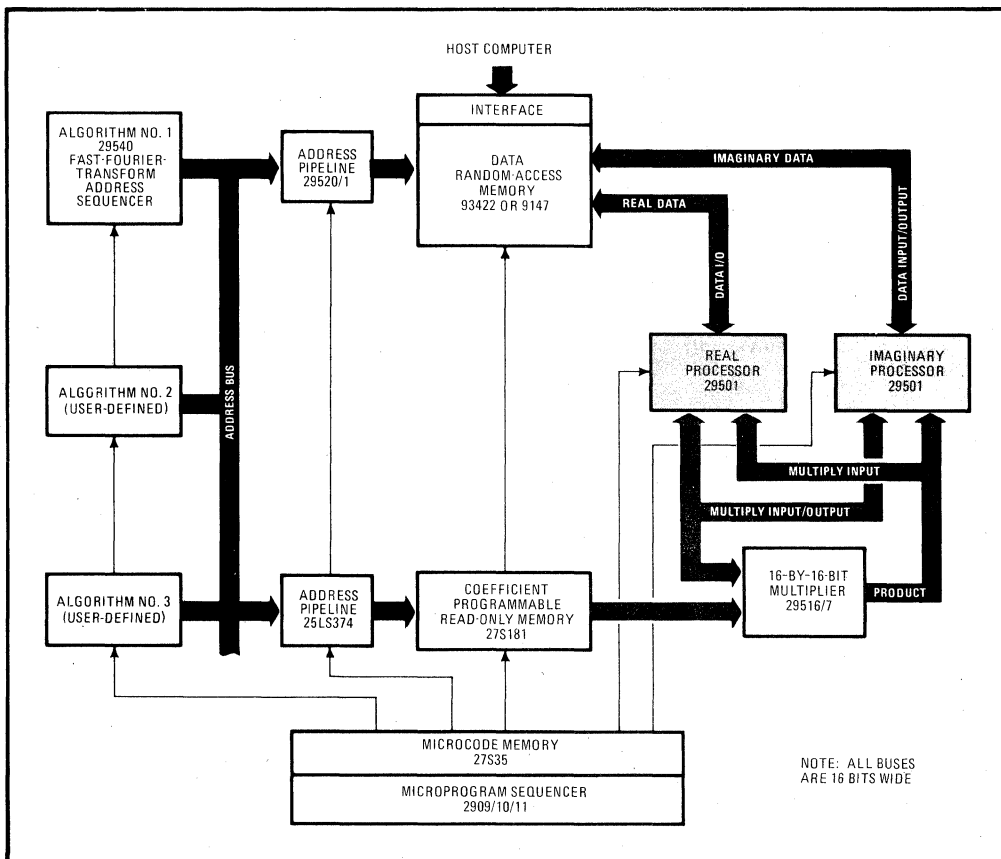 HOST COMPUTER
INTERFACE
DATA
RANDOM-ACCESS
MEMORY
93422 OR 9147
ALGORITHM NO. 1
29540
FAST-FOURIER-
TRANSFORM
ADDRESS
SEQUENCER
ADDRESS
PIPELINE
29520/1
IMAGINARY DATA
REAL DATA
DATA I/O
DATA INPUT/OUTPUT
ADDRESS BUS
ALGORITHM NO. 2
(USER-DEFINED)
REAL
PROCESSOR
29501
IMAGINARY
PROCESSOR
29501
MULTIPLY INPUT
MULTIPLY INPUT/OUTPUT
ALGORITHM NO. 3
(USER-DEFINED)
ADDRESS
PIPELINE
25LS374
COEFFICIENT
PROGRAMMABLE
READ-ONLY MEMORY
27S181
16-BY-16-BIT
MULTIPLIER
29516/7
PRODUCT
MICROCODE MEMORY
27S35
MICROPROGRAM SEQUENCER
2909/10/11
NOTE: ALL BUSES
ARE 16 BITS WIDE